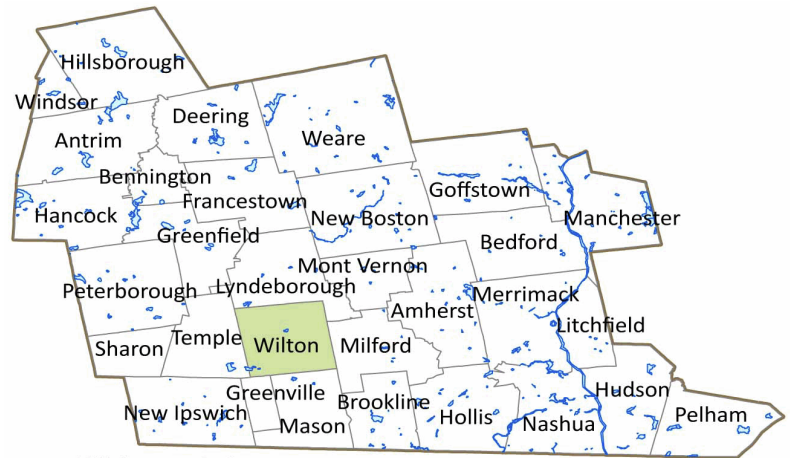 Hillsborough
Windsor
Deering
Weare
Antrim
Bennington
Francestown
Goffstown
Hancock
New Boston
Manchester
Greenfield
Bedford
Mont Vernon
Peterborough
Lyndeborough
Merrimack
Amherst
Litchfield
Sharon
Temple
Wilton
Milford
Greenville
Hudson
New Ipswich
Brookline
Mason
Hollis
Nashua
Pelham